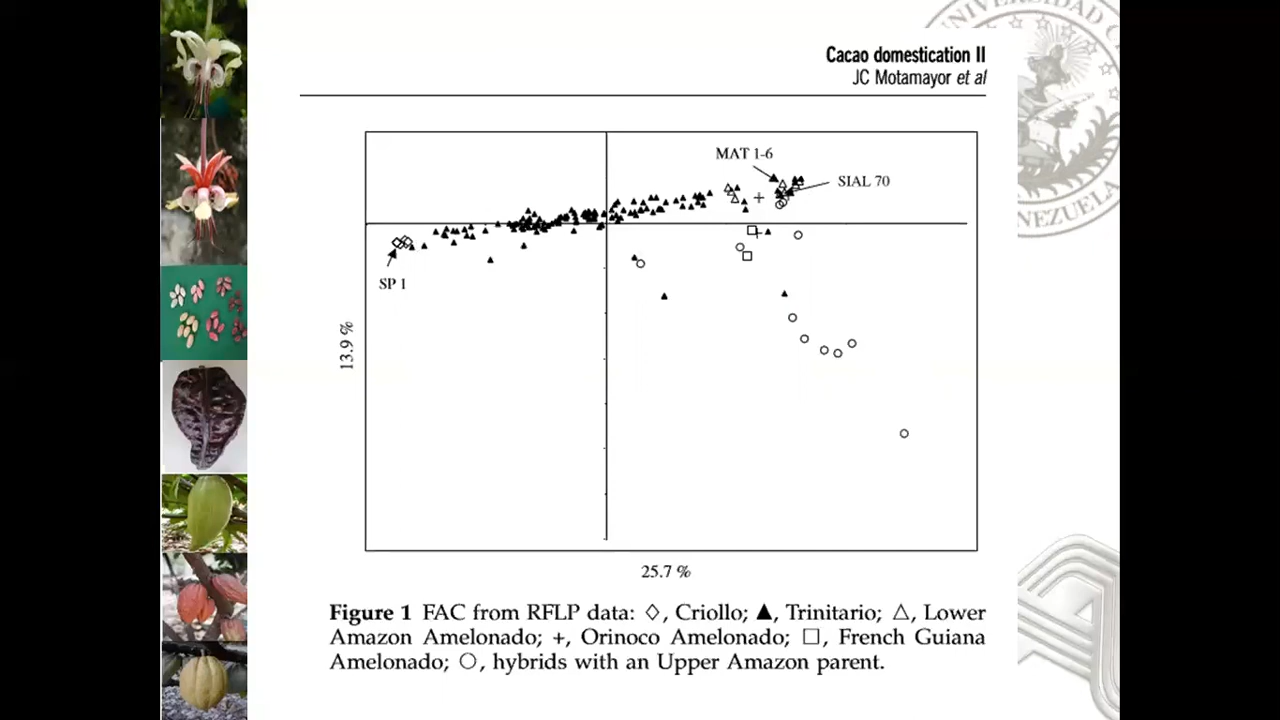 UNIVERSIDAD C
VENEZUELA
Cacao domestication II
JC Motamayor et al
MAT 1-6
SIAL 70
SP 1
13.9 %
25.7 %
Figure 1 FAC from RFLP data: ◇, Criollo; ▲, Trinitario; △, Lower
Amazon Amelonado; +, Orinoco Amelonado; □, French Guiana
Amelonado; ○, hybrids with an Upper Amazon parent.